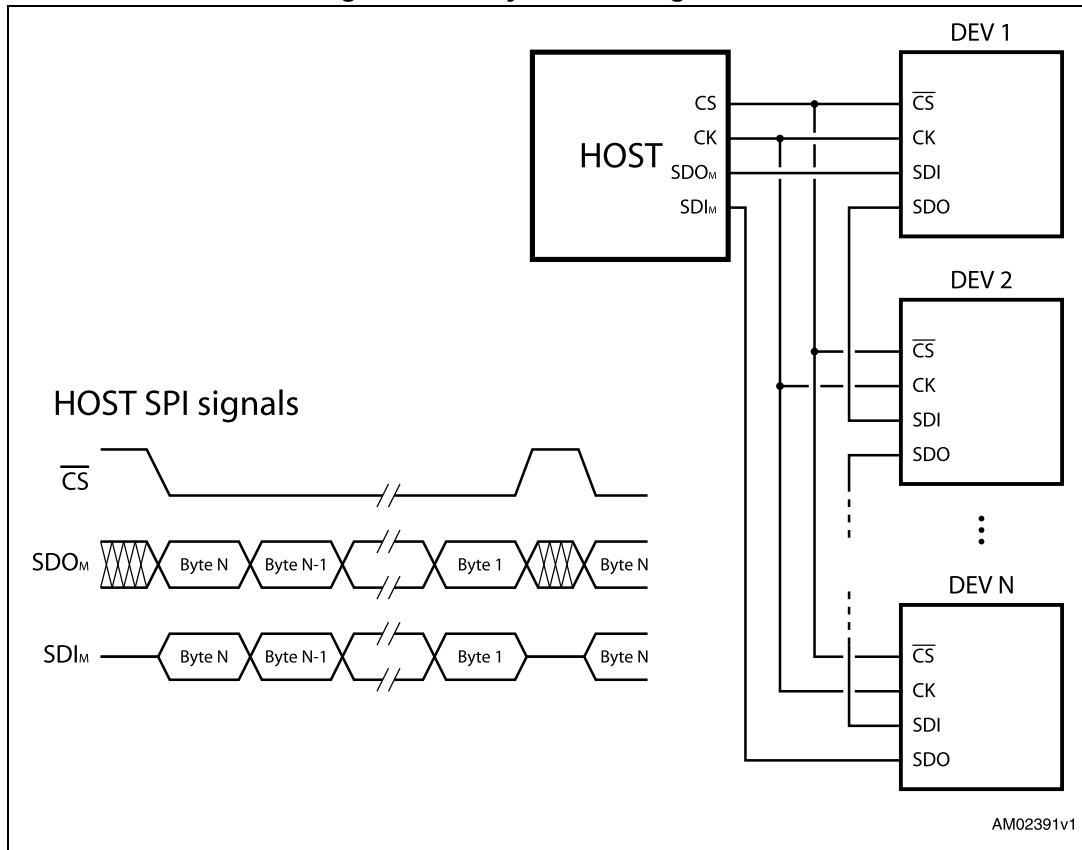 DEV 1
HOST
CS
CK
SDOM
SDIM
CS
CK
SDI
SDO
DEV 2
CS
CK
SDI
SDO
DEV N
CS
CK
SDI
SDO
HOST SPI signals
CS
SDOM Byte N Byte N-1 Byte 1 Byte N
SDIM Byte N Byte N-1 Byte 1 Byte N
AM02391v1